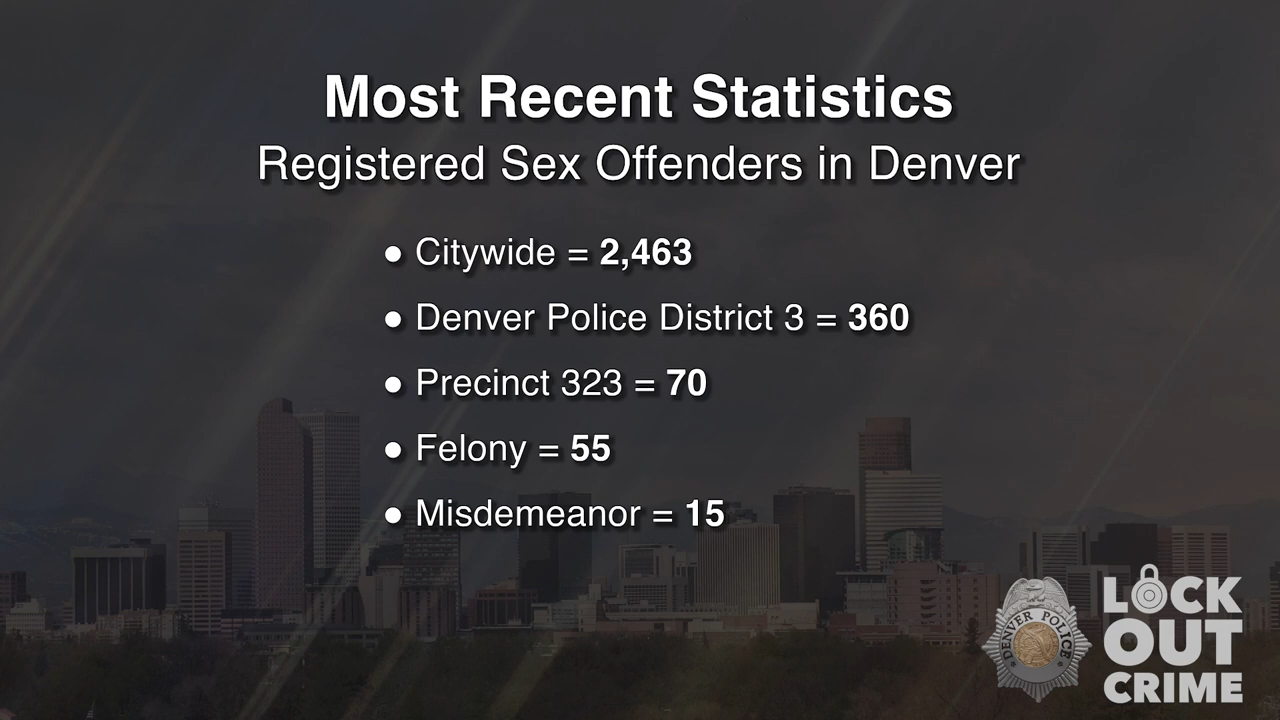 Most Recent Statistics
Registered Sex Offenders in Denver
● Citywide = 2,463
● Denver Police District 3 = 360
● Precinct 323 = 70
● Felony = 55
● Misdemeanor = 15
DENVER POLICE
LOCK
OUT
CRIME